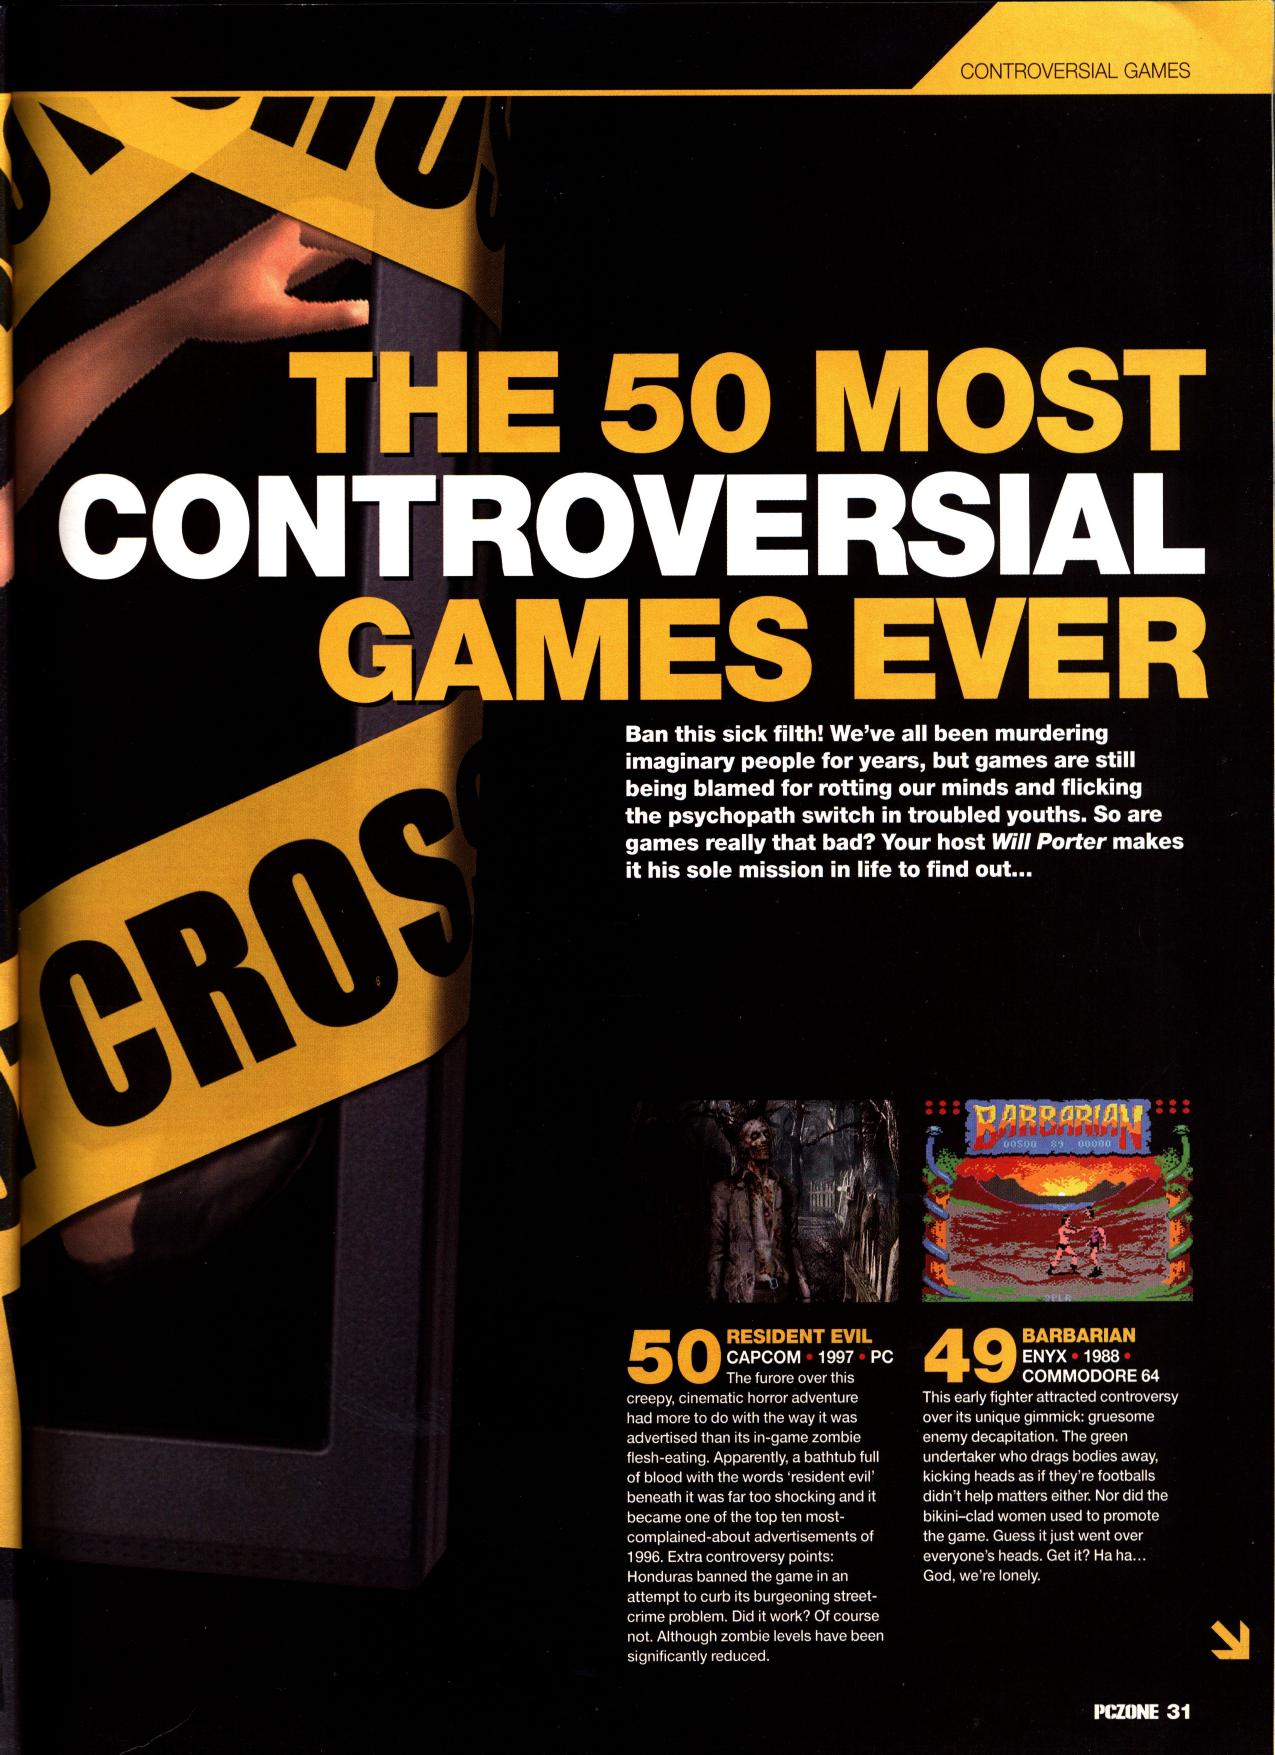 CONTROVERSIAL GAMES
THE 50 MOST
CONTROVERSIAL
GAMES EVER
Ban this sick filth! We've all been murdering
imaginary people for years, but games are still
being blamed for rotting our minds and flicking
the psychopath switch in troubled youths. So are
games really that bad? Your host Will Porter makes
it his sole mission in life to find out...
CROSS
BARBARIAN
00500 89 00000
2PLR
50 RESIDENT EVIL
CAPCOM • 1997 • PC
The furore over this
creepy, cinematic horror adventure
had more to do with the way it was
advertised than its in-game zombie
flesh-eating. Apparently, a bathtub full
of blood with the words 'resident evil'
beneath it was far too shocking and it
became one of the top ten most-
complained-about advertisements of
1996. Extra controversy points:
Honduras banned the game in an
attempt to curb its burgeoning street-
crime problem. Did it work? Of course
not. Although zombie levels have been
significantly reduced.
49 BARBARIAN
ENYX • 1988 •
COMMODORE 64
This early fighter attracted controversy
over its unique gimmick: gruesome
enemy decapitation. The green
undertaker who drags bodies away,
kicking heads as if they're footballs
didn't help matters either. Nor did the
bikini–clad women used to promote
the game. Guess it just went over
everyone's heads. Get it? Ha ha...
God, we're lonely.
PCZONE 31